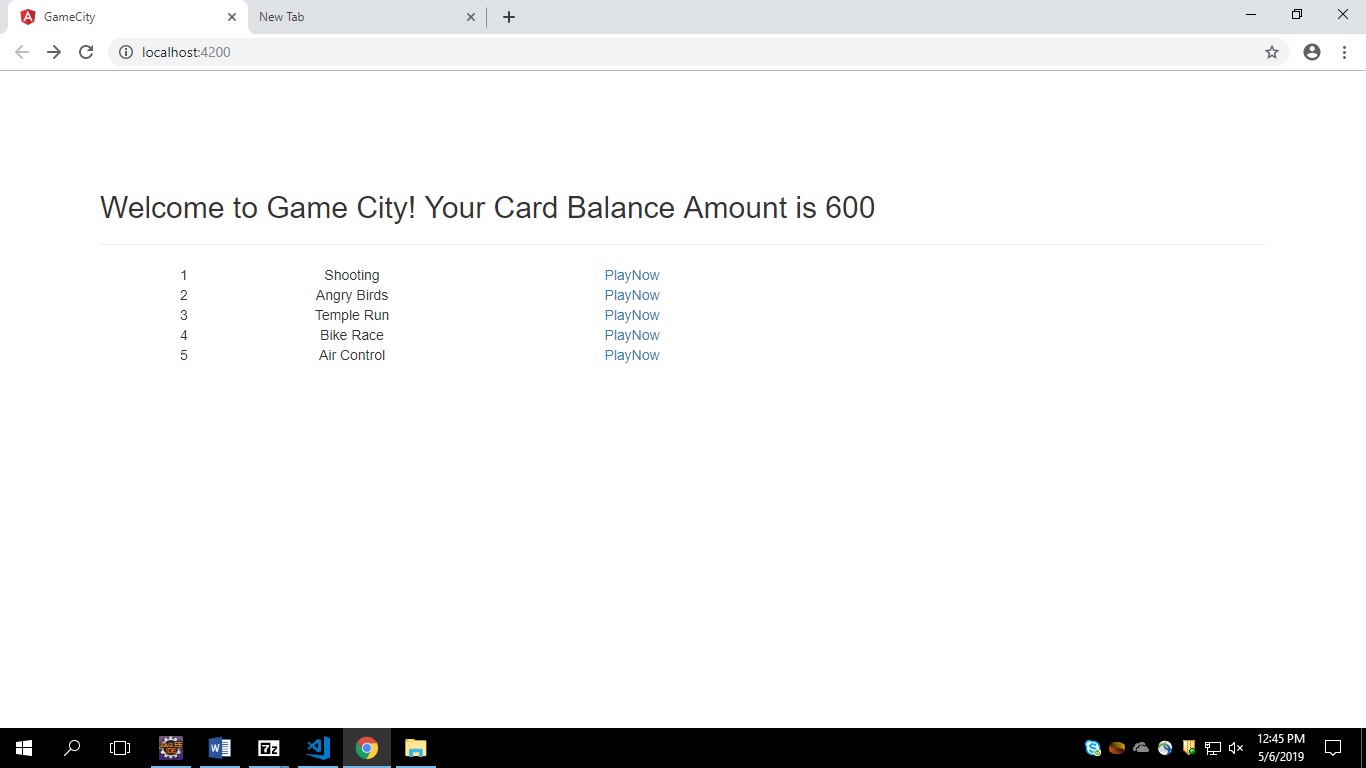 GameCity
New Tab
localhost:4200
Welcome to Game City! Your Card Balance Amount is 600
1 Shooting PlayNow
2 Angry Birds PlayNow
3 Temple Run PlayNow
4 Bike Race PlayNow
5 Air Control PlayNow
7z
12:45 PM
5/6/2019